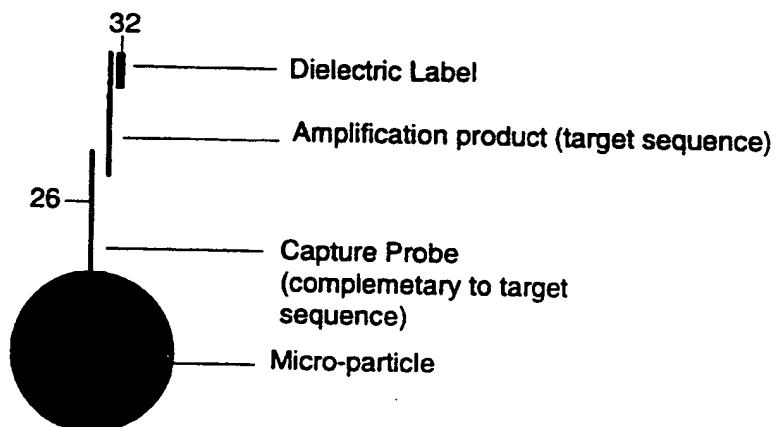 32
Dielectric Label
Amplification product (target sequence)
26
Capture Probe
(complemetary to target
sequence)
Micro-particle